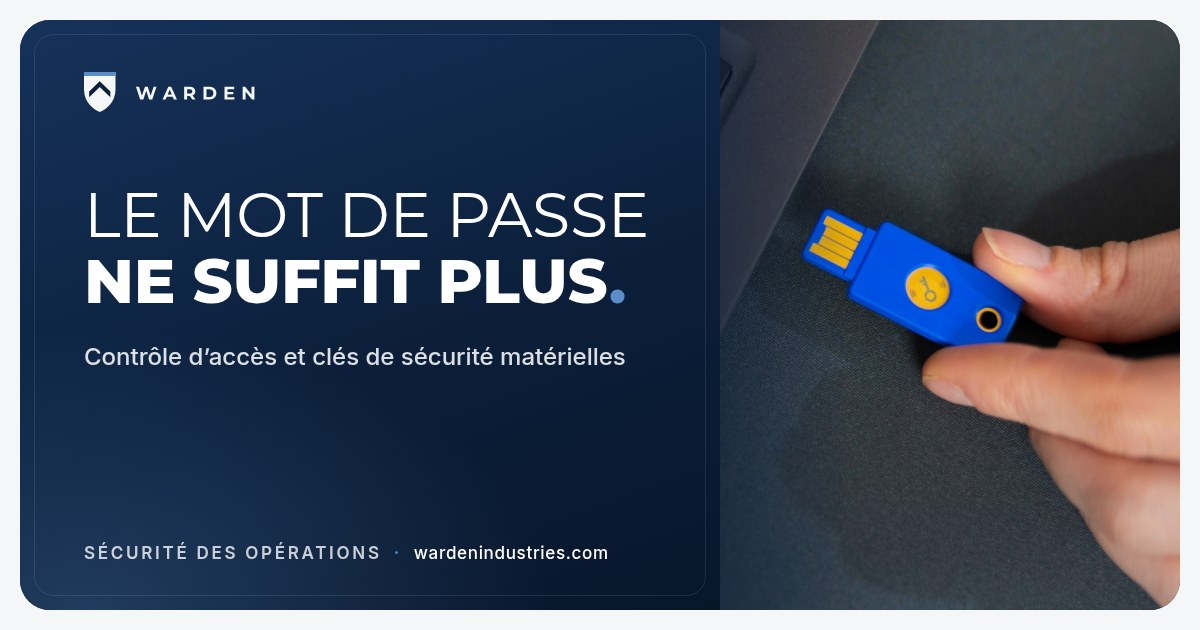 WARDEN
LE MOT DE PASSE
NE SUFFIT PLUS.
Contrôle d’accès et clés de sécurité matérielles
SÉCURITÉ DES OPÉRATIONS · wardenindustries.com